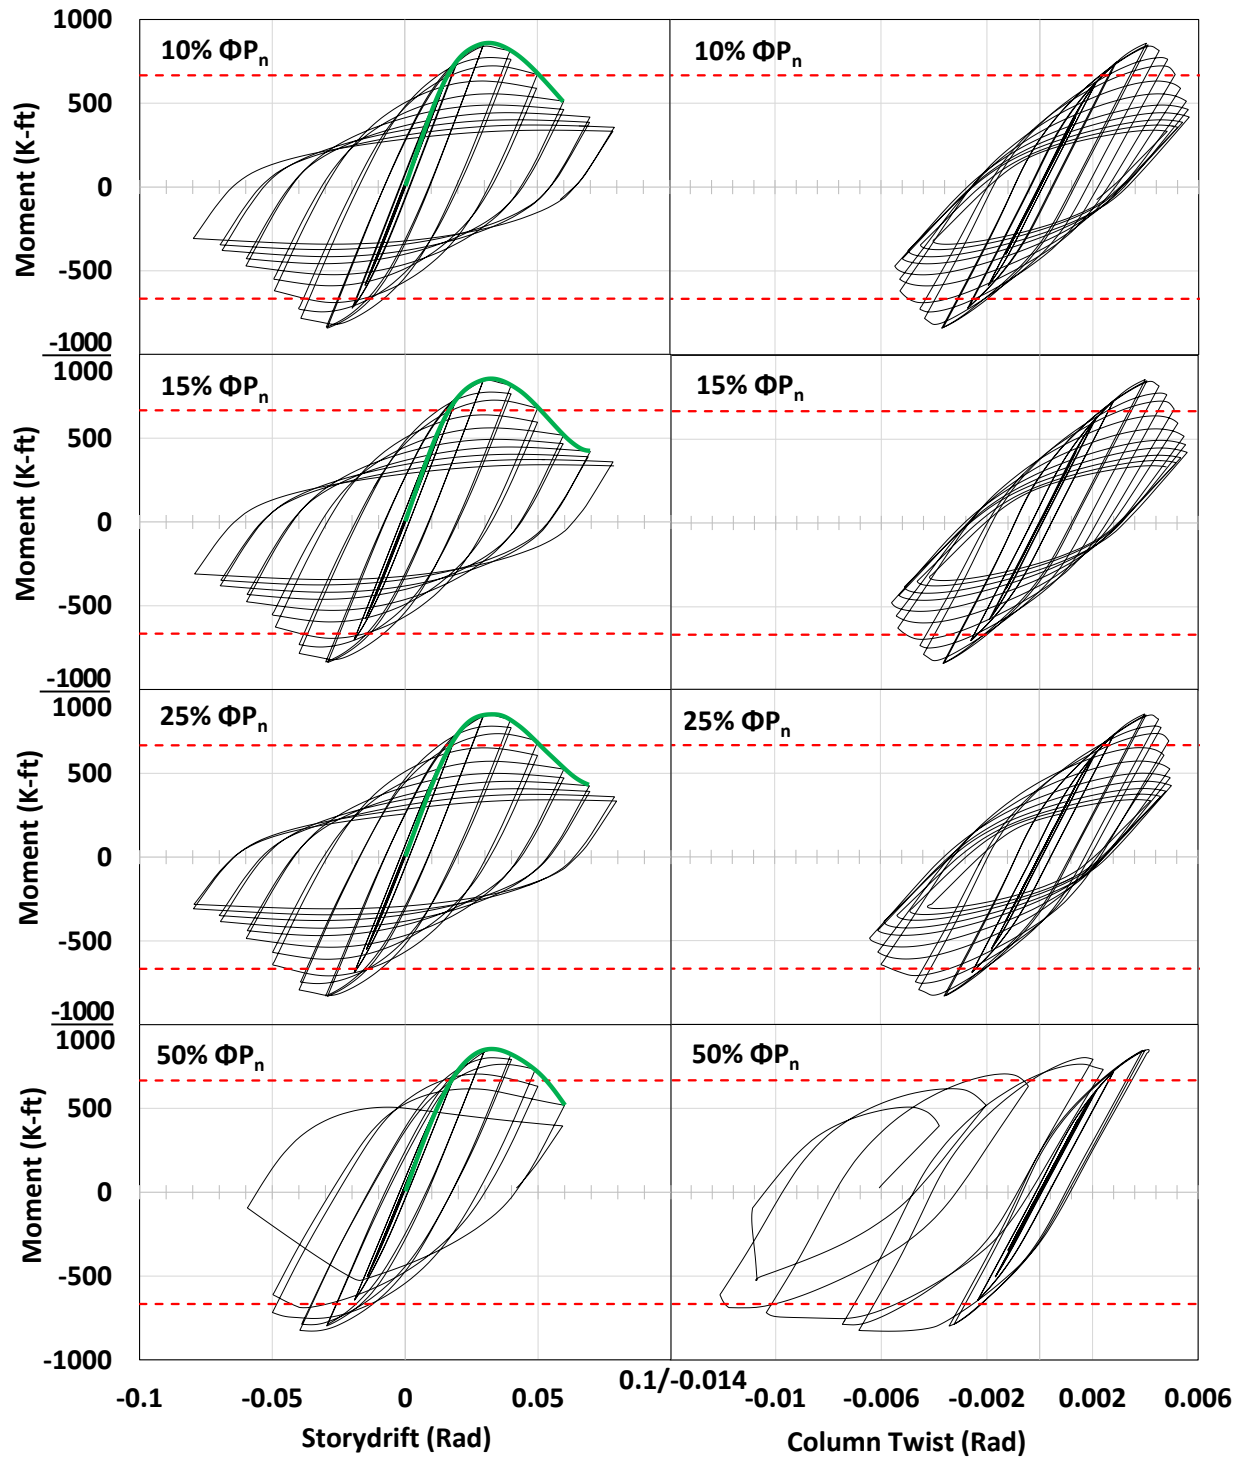 1000
10% ΦPn
10% ΦPn
500
Moment (K-ft)
0
-500
-1000
1000
15% ΦPn
15% ΦPn
500
Moment (K-ft)
0
-500
-1000
1000
25% ΦPn
25% ΦPn
500
Moment (K-ft)
0
-500
-1000
1000
50% ΦPn
50% ΦPn
500
Moment (K-ft)
0
-500
-1000
-0.1 -0.05 0 0.05 0.1/-0.014 -0.01 -0.006 -0.002 0.002 0.006
Storydrift (Rad) Column Twist (Rad)